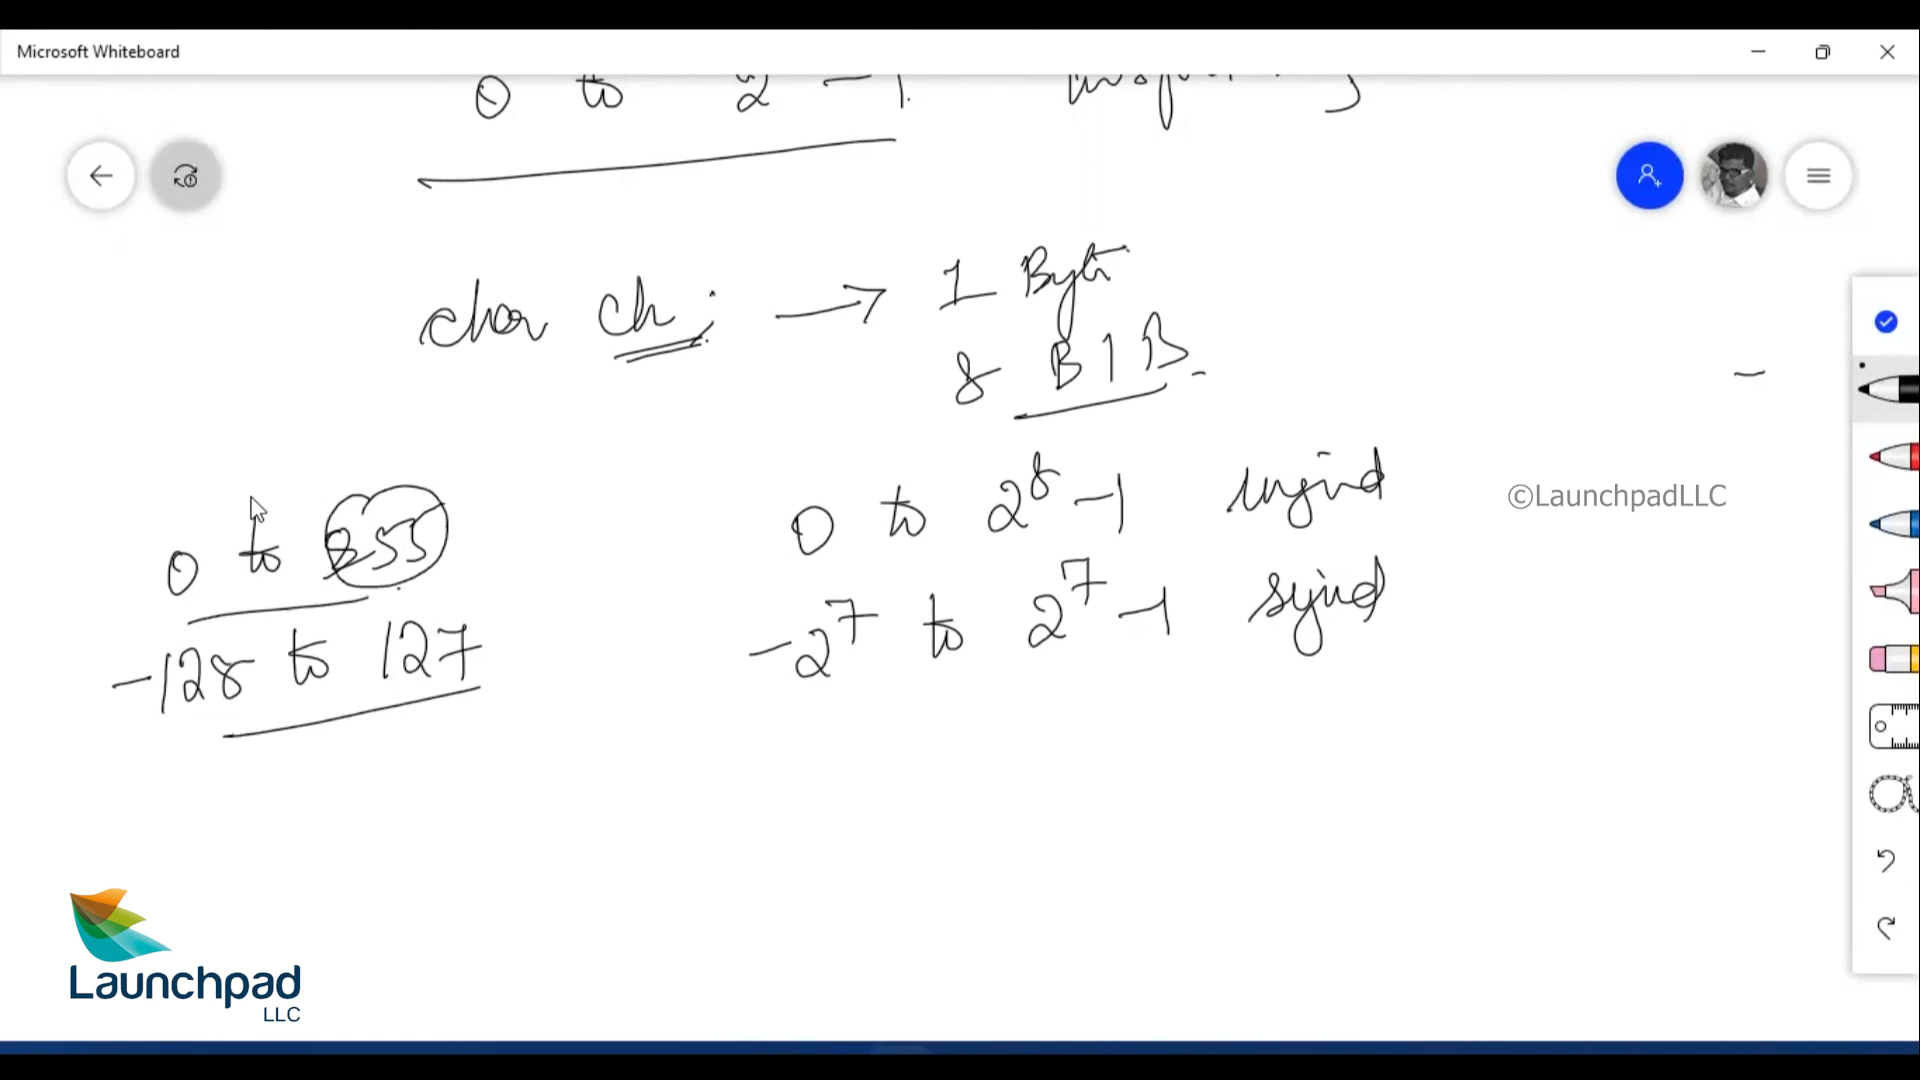 Microsoft Whiteboard
0 to 2 - 1
char ch; → 1 Byte
8 BITS.
0 to 2⁸ - 1 unsigned
-2⁷ to 2⁷ - 1 signed
0 to 255
-128 to 127
©LaunchpadLLC
Launchpad
LLC